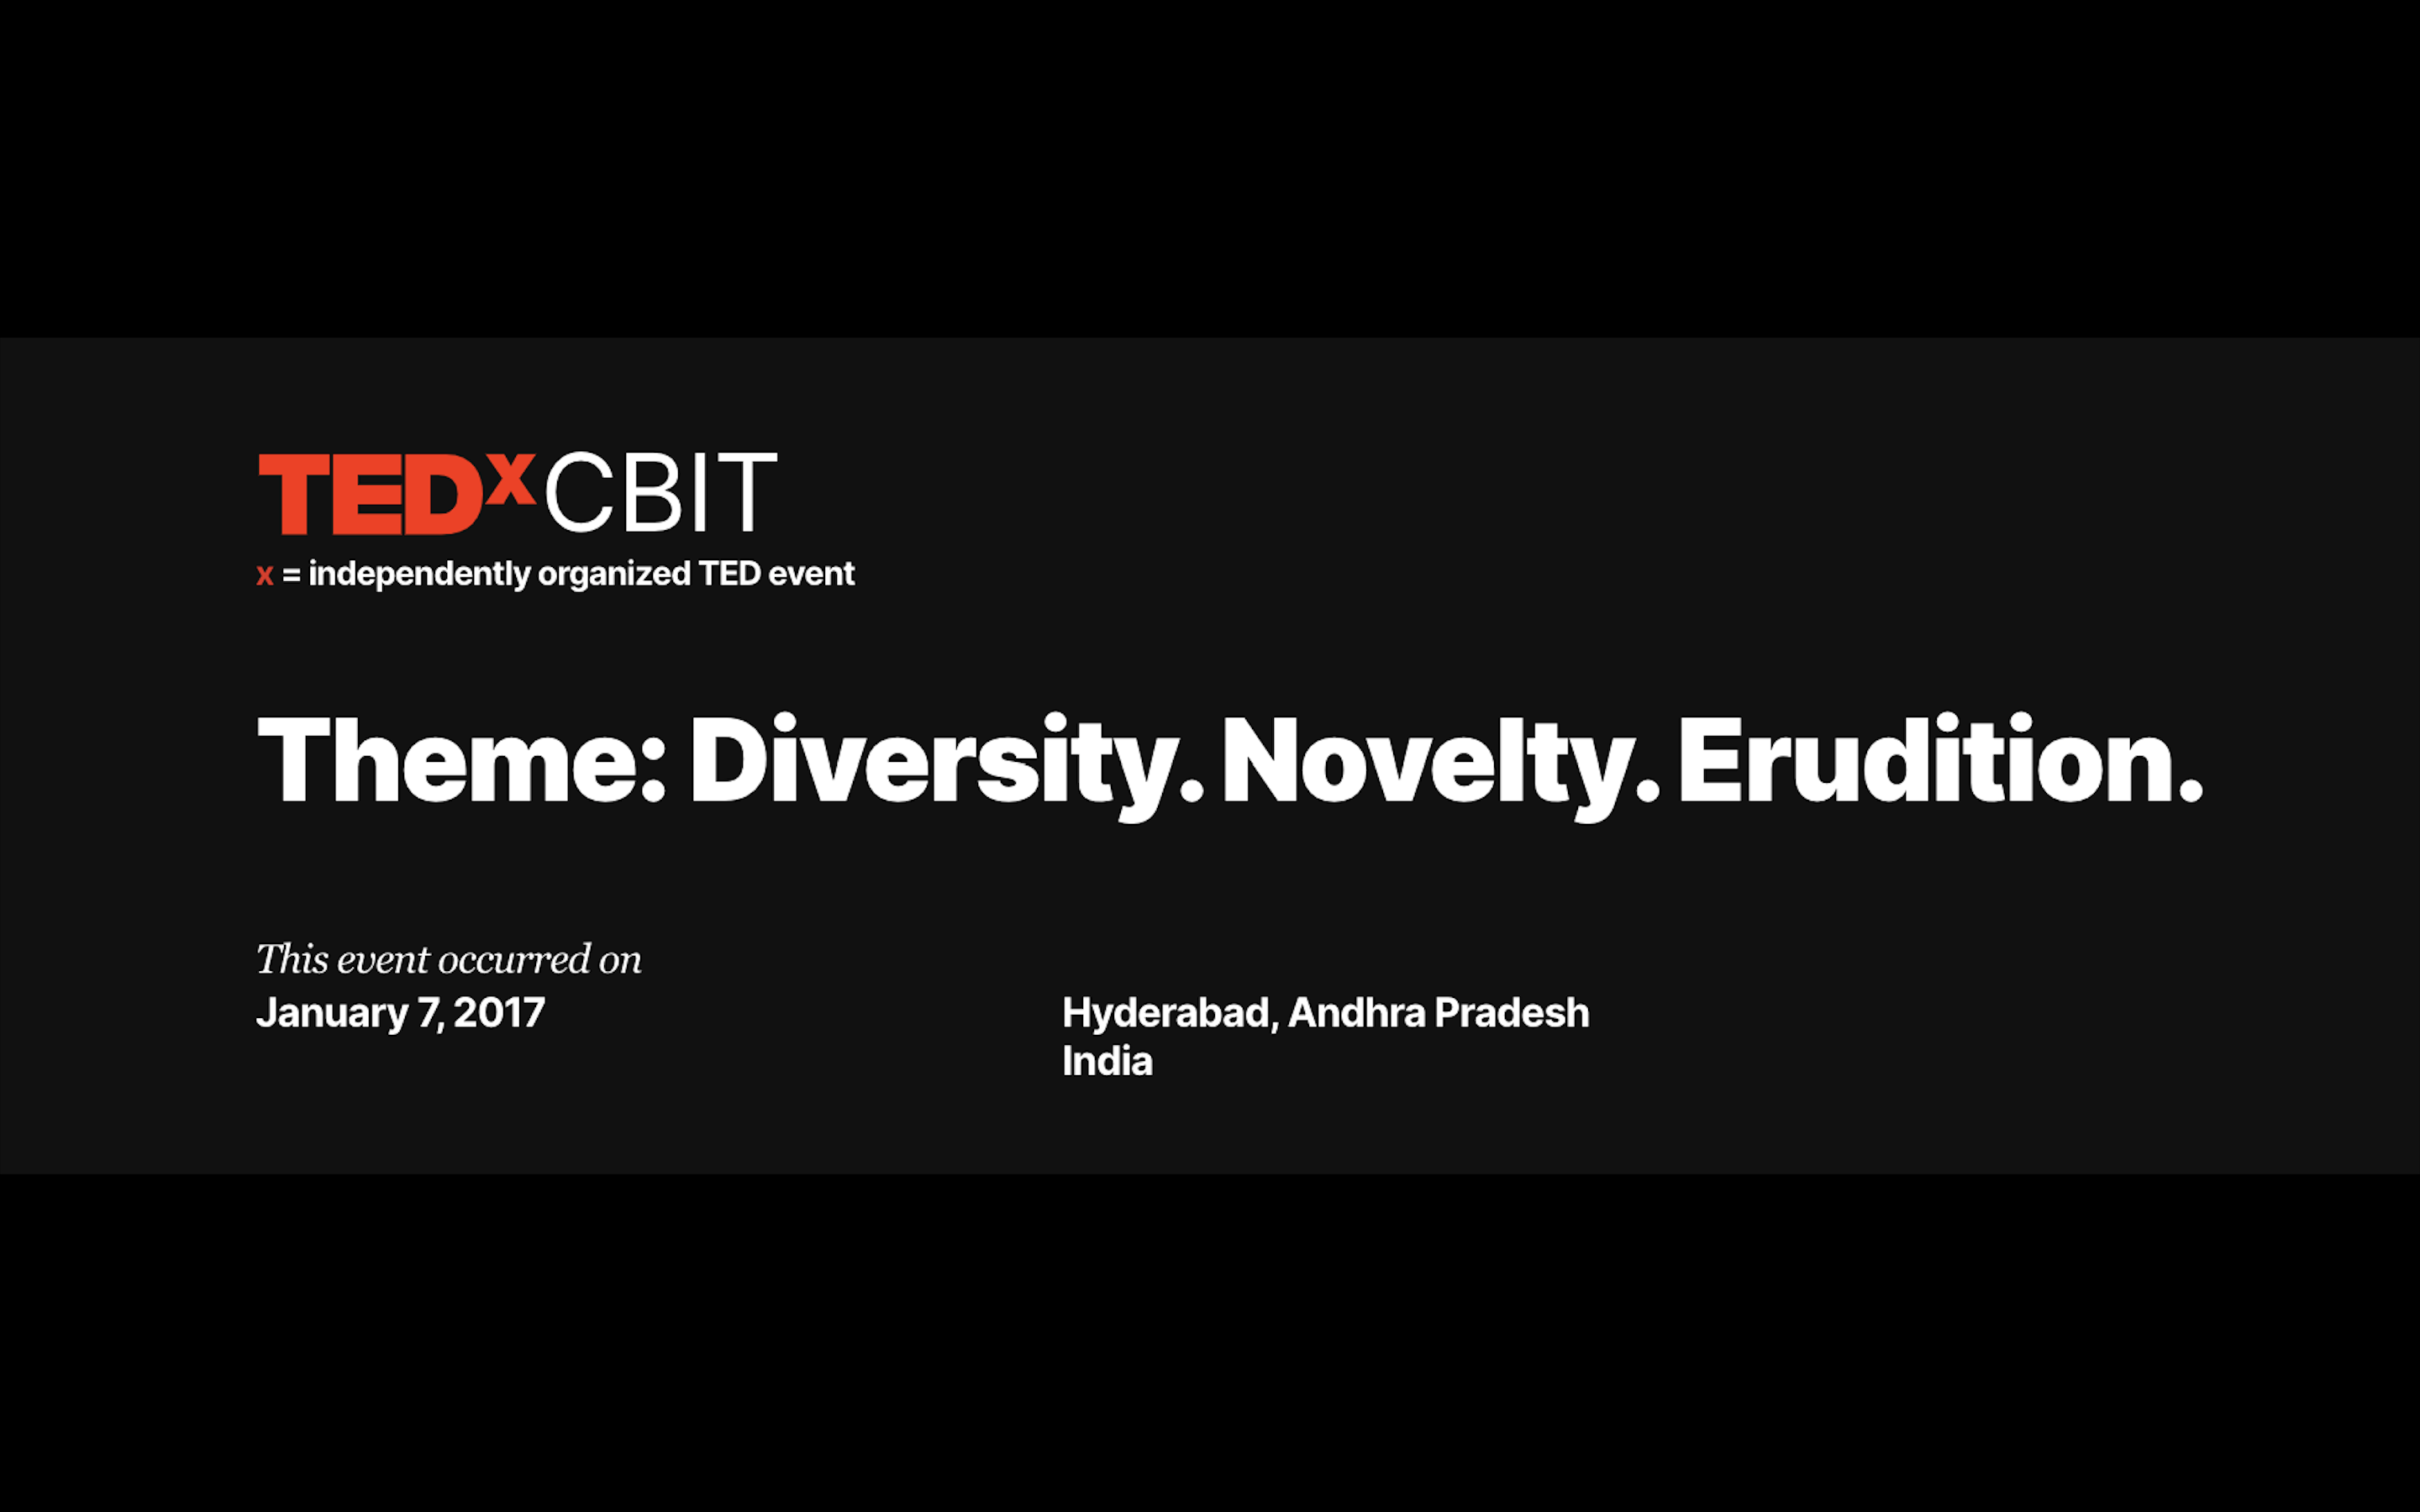 TEDxCBIT
x = independently organized TED event
Theme: Diversity. Novelty. Erudition.
This event occurred on
January 7, 2017
Hyderabad, Andhra Pradesh
India